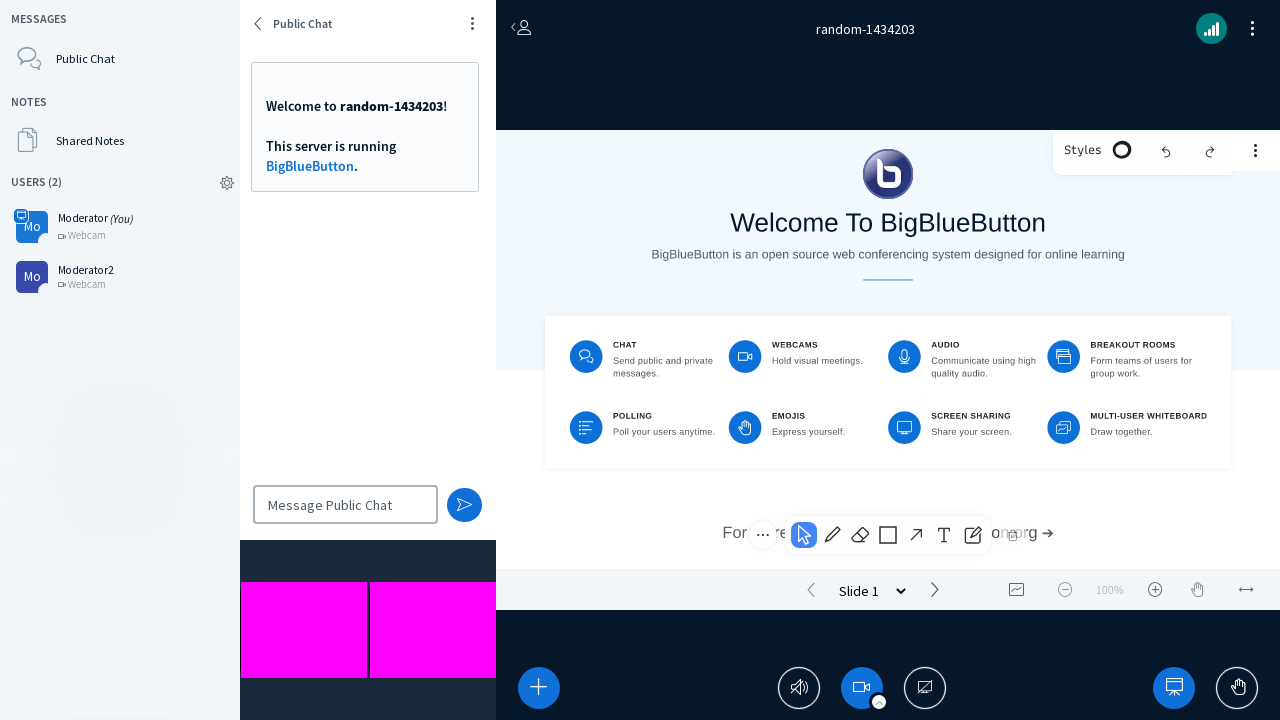 MESSAGES
Public Chat
NOTES
Shared Notes
USERS (2)
Mo
Moderator (You)
Webcam
Mo
Moderator2
Webcam
Public Chat
Welcome to random-1434203!
This server is running
BigBlueButton.
Message Public Chat
random-1434203
Styles
Welcome To BigBlueButton
BigBlueButton is an open source web conferencing system designed for online learning
CHAT
Send public and private
messages.
WEBCAMS
Hold visual meetings.
AUDIO
Communicate using high
quality audio.
BREAKOUT ROOMS
Form teams of users for
group work.
POLLING
Poll your users anytime.
EMOJIS
Express yourself.
SCREEN SHARING
Share your screen.
MULTI-USER WHITEBOARD
Draw together.
For
Slide 1
100%